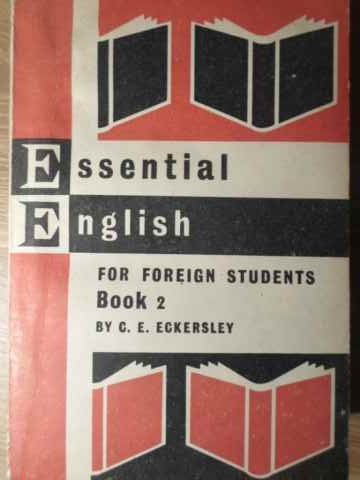 Essential
English
FOR FOREIGN STUDENTS
Book 2
BY C. E. ECKERSLEY